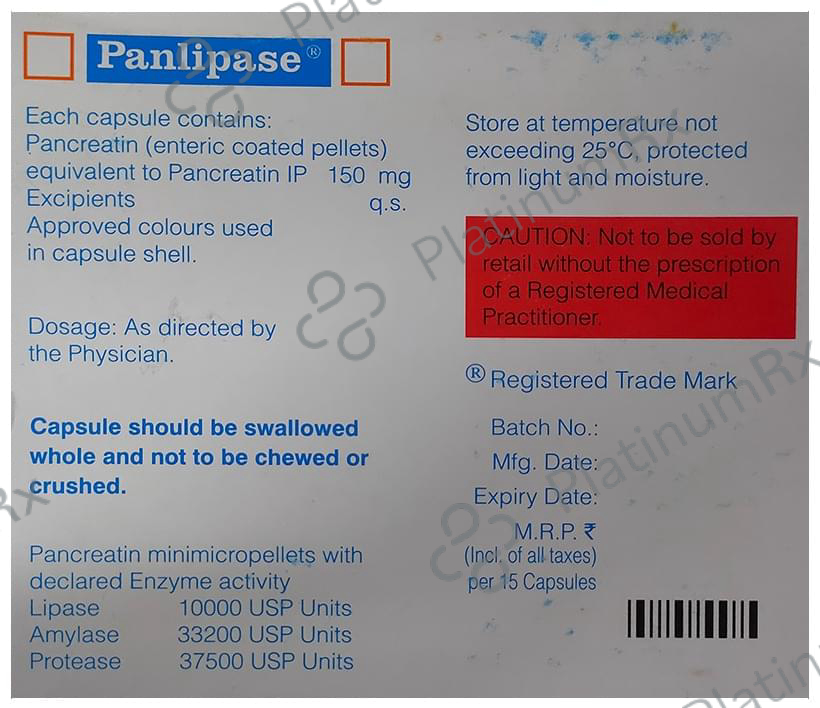 Panlipase®
Each capsule contains:
Pancreatin (enteric coated pellets)
equivalent to Pancreatin IP 150 mg
Excipients q.s.
Approved colours used
in capsule shell.
Dosage: As directed by
the Physician.
Capsule should be swallowed
whole and not to be chewed or
crushed.
Pancreatin minimicropellets with
declared Enzyme activity
Lipase 10000 USP Units
Amylase 33200 USP Units
Protease 37500 USP Units
Store at temperature not
exceeding 25°C, protected
from light and moisture.
CAUTION: Not to be sold by
retail without the prescription
of a Registered Medical
Practitioner.
® Registered Trade Mark
Batch No.:
Mfg. Date:
Expiry Date:
M.R.P. ₹
(Incl. of all taxes)
per 15 Capsules
PlatinumRx
PlatinumRx
PlatinumRx
Platin
Rx